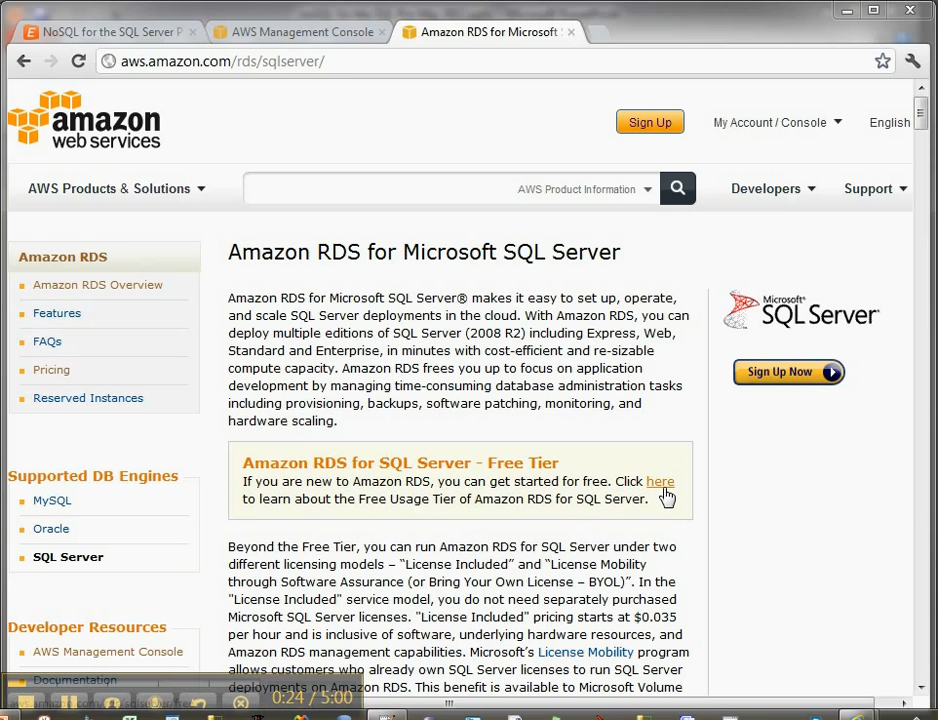 NoSQL for the SQL Server P
AWS Management Console
Amazon RDS for Microsoft
aws.amazon.com/rds/sqlserver/
amazon
web services
Sign Up
My Account / Console
English
AWS Products & Solutions
AWS Product Information
Developers
Support
Amazon RDS
Amazon RDS Overview
Features
FAQs
Pricing
Reserved Instances
Supported DB Engines
MySQL
Oracle
SQL Server
Developer Resources
AWS Management Console
Documentation
Amazon RDS for Microsoft SQL Server
Amazon RDS for Microsoft SQL Server® makes it easy to set up, operate,
and scale SQL Server deployments in the cloud. With Amazon RDS, you can
deploy multiple editions of SQL Server (2008 R2) including Express, Web,
Standard and Enterprise, in minutes with cost-efficient and re-sizable
compute capacity. Amazon RDS frees you up to focus on application
development by managing time-consuming database administration tasks
including provisioning, backups, software patching, monitoring, and
hardware scaling.
Amazon RDS for SQL Server - Free Tier
If you are new to Amazon RDS, you can get started for free. Click here
to learn about the Free Usage Tier of Amazon RDS for SQL Server.
Beyond the Free Tier, you can run Amazon RDS for SQL Server under two
different licensing models – “License Included” and “License Mobility
through Software Assurance (or Bring Your Own License – BYOL)”. In the
"License Included" service model, you do not need separately purchased
Microsoft SQL Server licenses. "License Included" pricing starts at $0.035
per hour and is inclusive of software, underlying hardware resources, and
Amazon RDS management capabilities. Microsoft’s License Mobility program
allows customers who already own SQL Server licenses to run SQL Server
deployments on Amazon RDS. This benefit is available to Microsoft Volume
Microsoft®
SQL Server
Sign Up Now
0:24 / 5:00